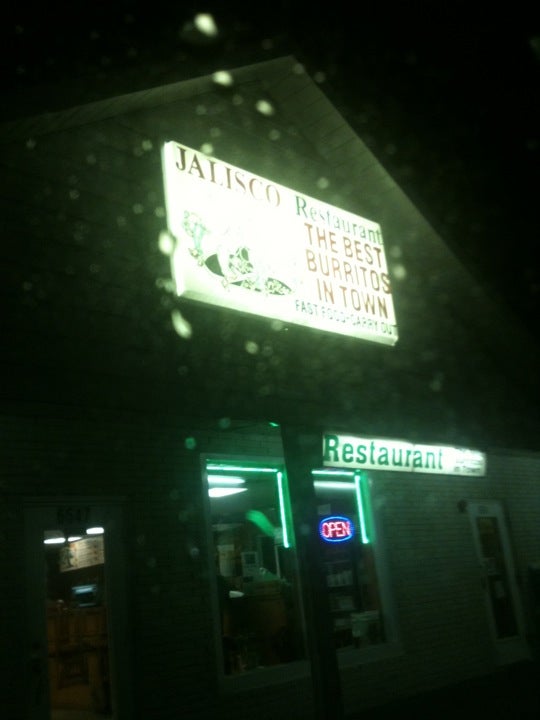 JALISCO Restaurant
THE BEST
BURRITOS
IN TOWN
FAST FOOD-CARRY OUT
Restaurant
OPEN